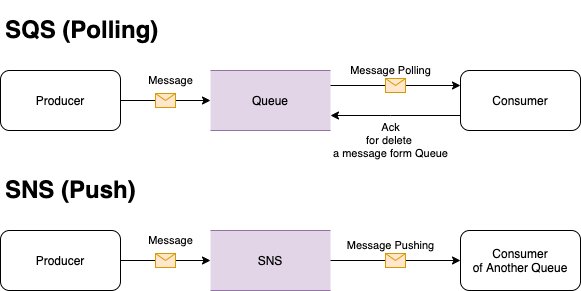 SQS (Polling)
Message
Message Polling
Producer
Queue
Consumer
Ack
for delete
a message form Queue
SNS (Push)
Message
Message Pushing
Producer
SNS
Consumer
of Another Queue